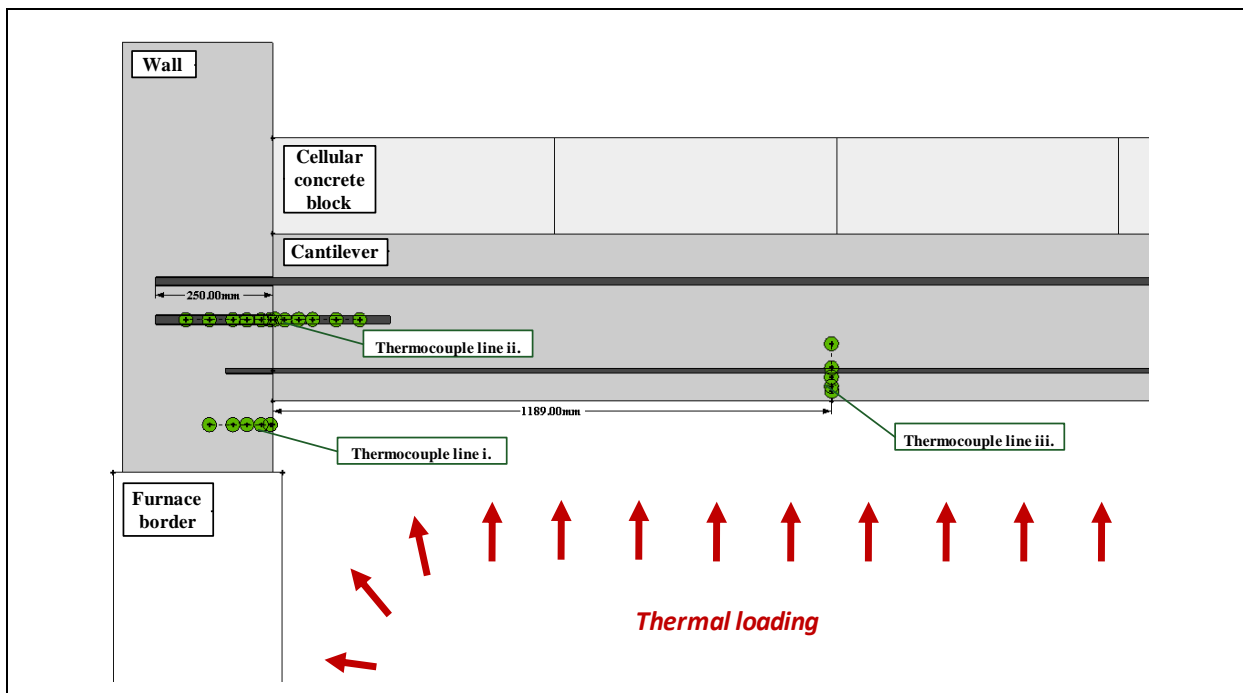 Wall
Cellular
concrete
block
Cantilever
250.00mm
Thermocouple line ii.
1189.00mm
Thermocouple line iii.
Thermocouple line i.
Furnace
border
Thermal loading